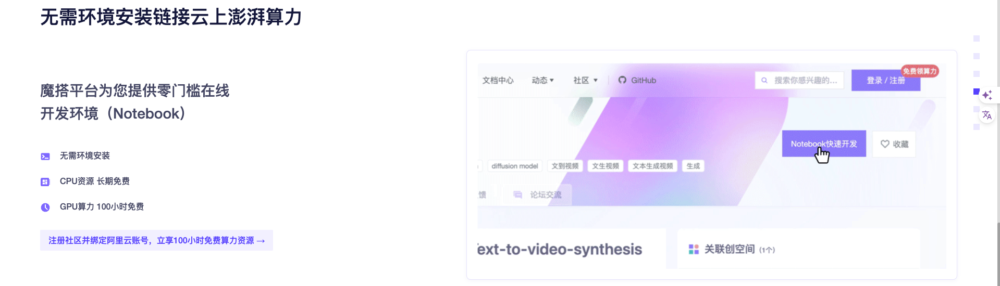 无需环境安装链接云上澎湃算力
魔搭平台为您提供零门槛在线
开发环境（Notebook）
无需环境安装
CPU资源 长期免费
GPU算力 100小时免费
注册社区并绑定阿里云账号，立享100小时免费算力资源 →
文档中心 动态 ▾ 社区 ▾ GitHub 搜索你感兴趣的... 登录 / 注册 免费领算力
Notebook快速开发 收藏
diffusion model 文到视频 文生视频 文本生成视频 生成
馈 论坛交流
ext-to-video-synthesis 关联创空间 (1个)